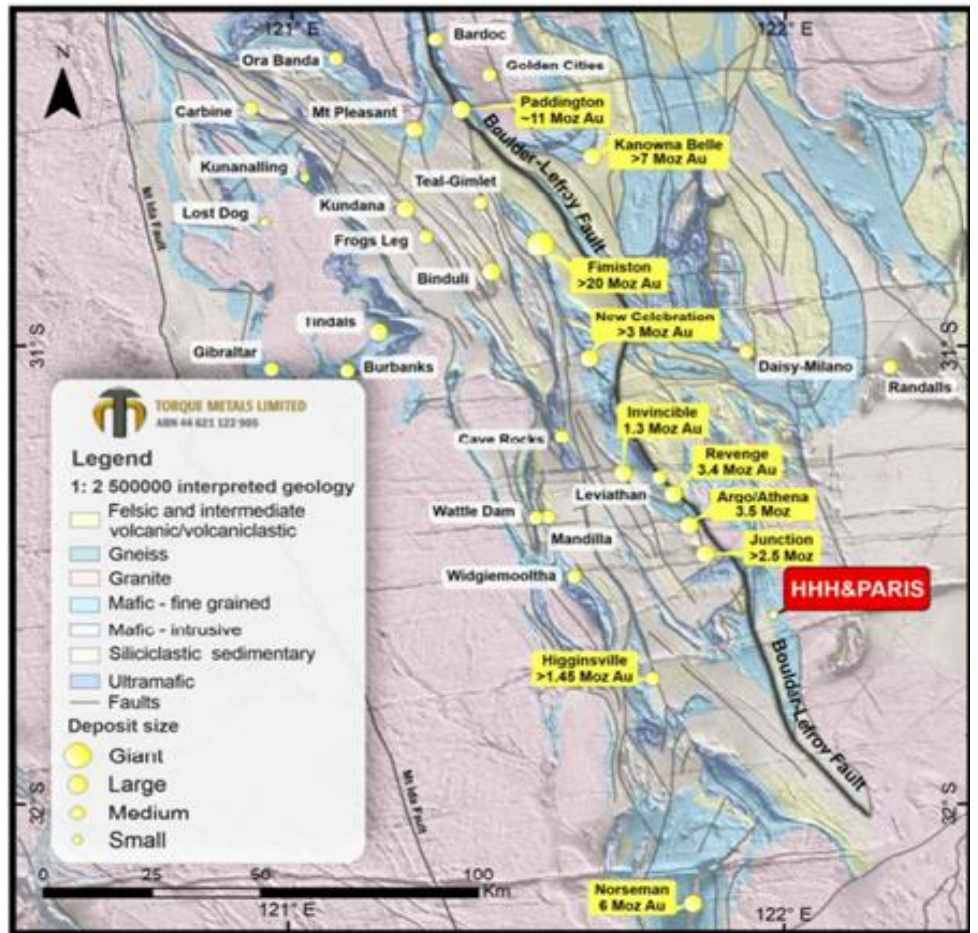 121° E
122° E
N
Bardoc
Ora Banda
Golden Cities
Carbine
Mt Pleasant
Paddington
~11 Moz Au
Boulder-Lefroy Fault
Kanowna Belle
>7 Moz Au
Kunanalling
Teal-Gimlet
Mt Ida Fault
Lost Dog
Kundana
Frogs Leg
Binduli
Fimiston
>20 Moz Au
New Celebration
>3 Moz Au
Tindals
31° S
31° S
Gibraltar
Burbanks
Daisy-Milano
Randalls
TORQUE METALS LIMITED
ABN 44 621 122 905
Invincible
1.3 Moz Au
Cave Rocks
Revenge
3.4 Moz Au
Leviathan
Argo/Athena
3.5 Moz
Wattle Dam
Mandilla
Junction
>2.5 Moz
Widgiemooltha
HHH&PARIS
Higginsville
>1.45 Moz Au
Boulder-Lefroy Fault
Legend
1: 2 500000 interpreted geology
Felsic and intermediate
volcanic/volcaniclastic
Gneiss
Granite
Mafic - fine grained
Mafic - intrusive
Siliciclastic sedimentary
Ultramafic
Faults
Deposit size
Giant
Large
Medium
Small
Mt Ida Fault
32° S
0 25 50 100
Km
Norseman
6 Moz Au
121° E
122° E